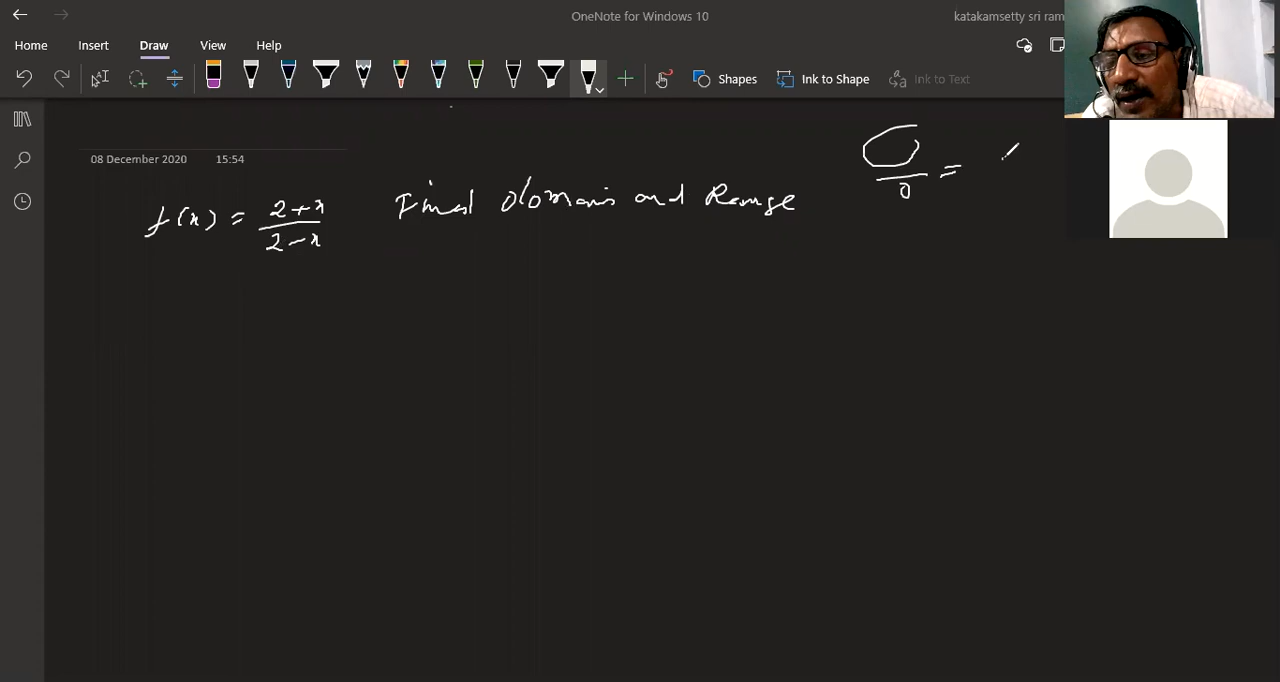 OneNote for Windows 10
katakamsetty sri ram
Home Insert Draw View Help
Shapes Ink to Shape Ink to Text
08 December 2020 15:54
f(x) = 2+x / 2-x Find domain and Range
0 =